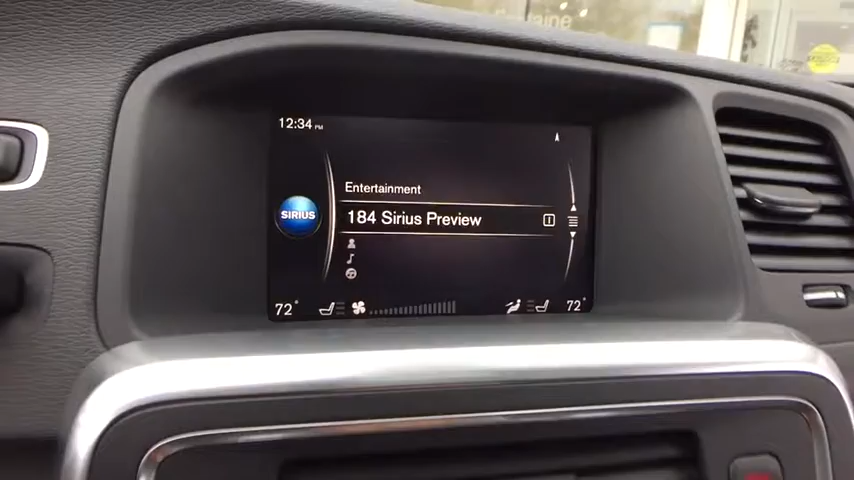 12:34 PM
Entertainment
SIRIUS
184 Sirius Preview
72°
72°